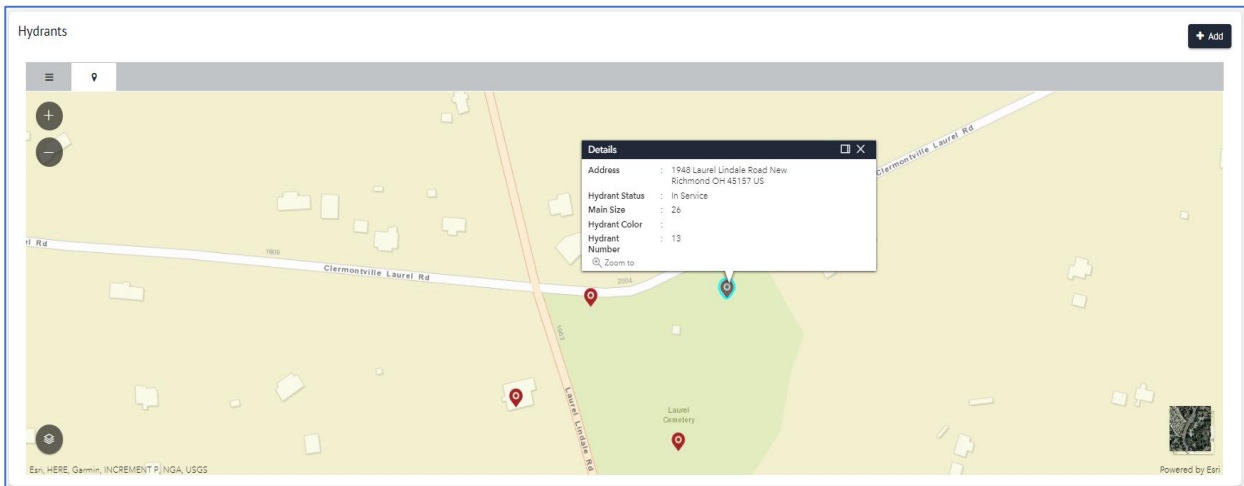 Hydrants
+ Add
Details
Address : 1948 Laurel Lindale Road New
Richmond OH 45157 US
Hydrant Status : In Service
Main Size : 26
Hydrant Color :
Hydrant : 13
Number
Zoom to
Clermontville Laurel Rd
l Rd
1909
Clermontville Laurel Rd
2004
1963
Laurel Lindale Rd
Laurel
Cemetery
Esri, HERE, Garmin, INCREMENT P, NGA, USGS
Powered by Esri